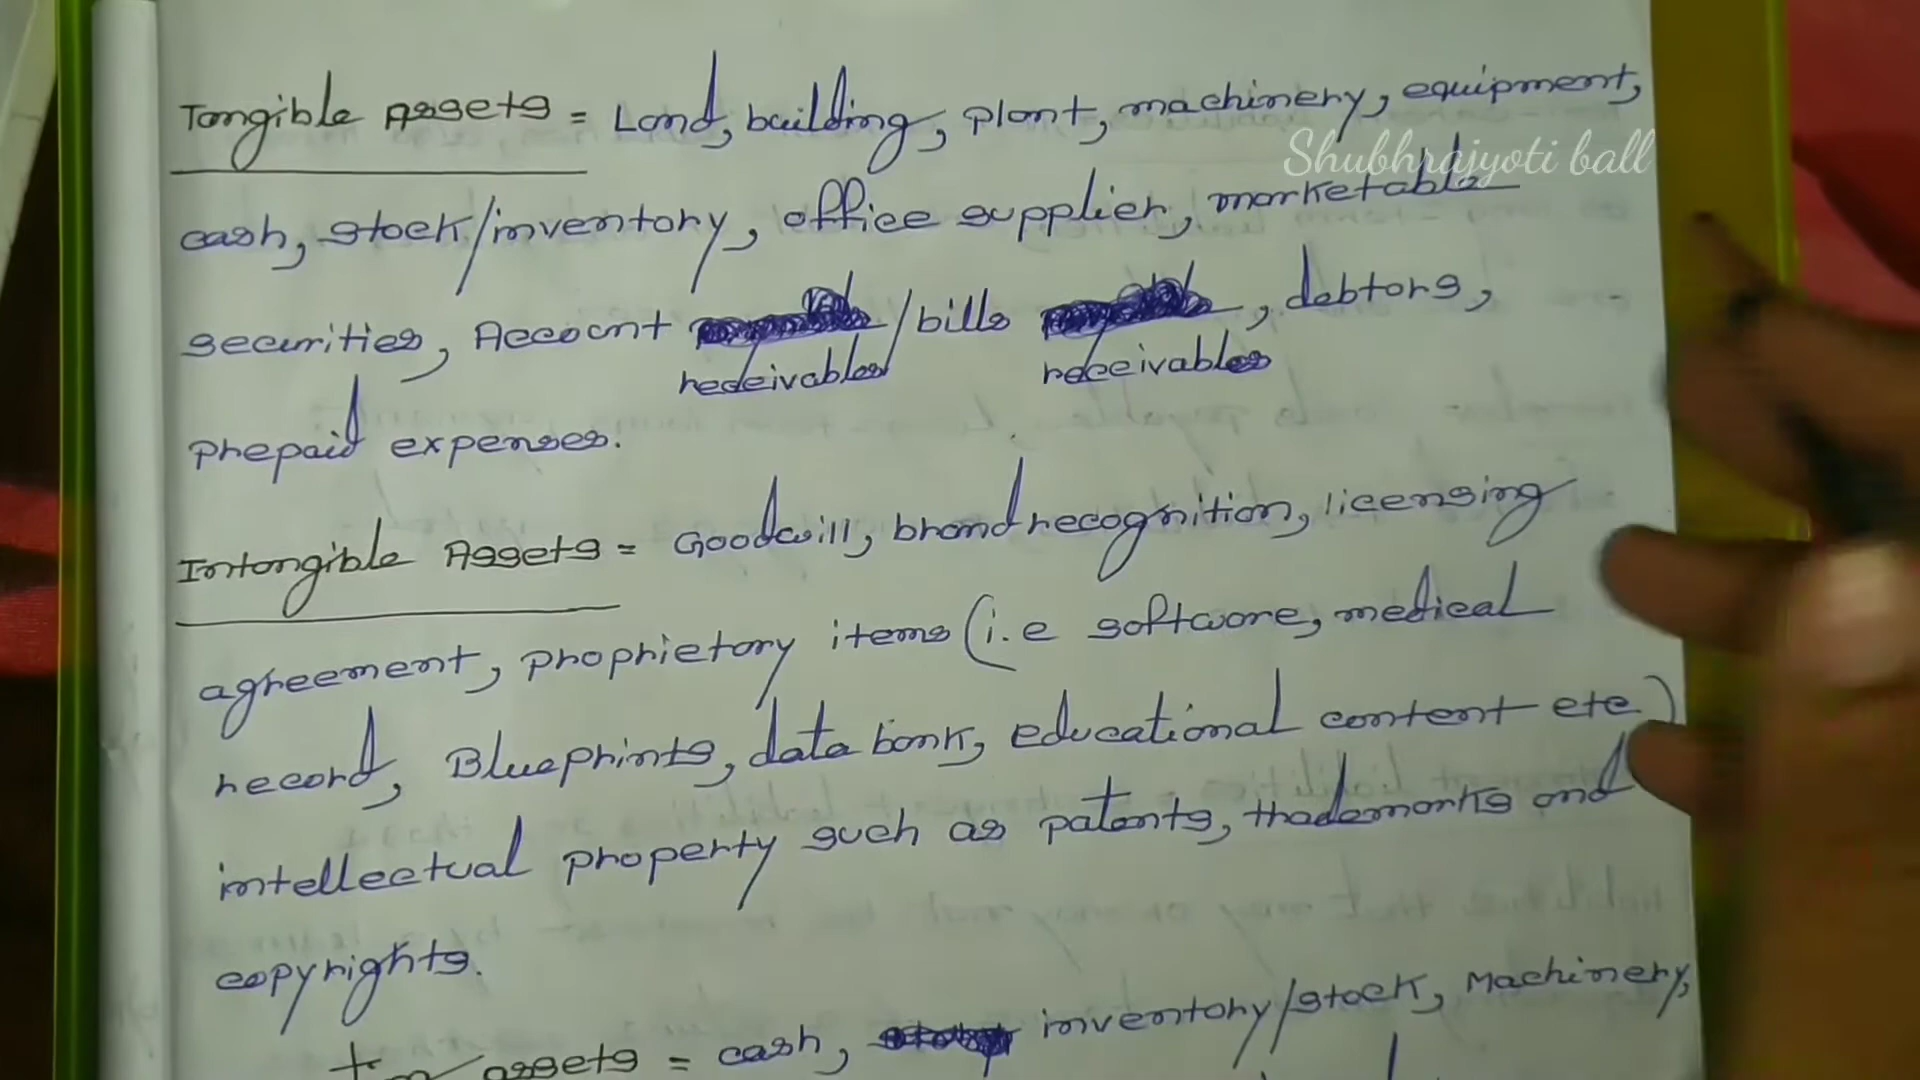 Tangible Assets = Land, building, plant, machinery, equipment,
Shubhrajyoti ball
cash, stock/inventory, office supplier, marketable
securities, Account receivables/bills receivables, debtors,
prepaid expenses.
Intangible Assets = Goodwill, brand recognition, licensing
agreement, proprietory items (i.e software, medical
record, Blueprints, data bank, educational content etc)
intellectual property such as patents, trademarks and
copyrights.
assets = cash, inventory/stock, Machinery,